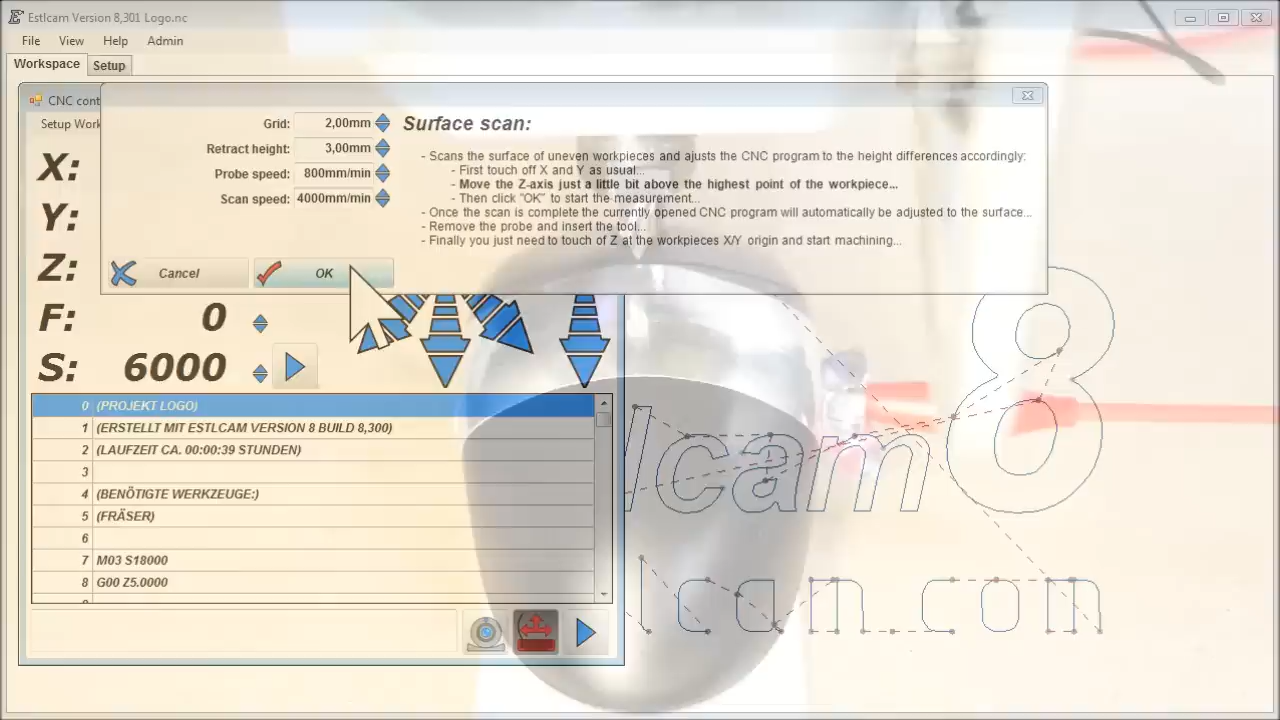 Estlcam Version 8,301 Logo.nc
File View Help Admin
Workspace Setup
CNC cont
Setup Work
Grid: 2,00mm
Retract height: 3,00mm
Probe speed: 800mm/min
Scan speed: 4000mm/min
Surface scan:
- Scans the surface of uneven workpieces and ajusts the CNC program to the height differences accordingly:
- First touch off X and Y as usual...
- Move the Z-axis just a little bit above the highest point of the workpiece...
- Then click "OK" to start the measurement...
- Once the scan is complete the currently opened CNC program will automatically be adjusted to the surface...
- Remove the probe and insert the tool...
- Finally you just need to touch of Z at the workpieces X/Y origin and start machining...
Cancel OK
X:
Y:
Z:
F: 0
S: 6000
0 (PROJEKT LOGO)
1 (ERSTELLT MIT ESTLCAM VERSION 8 BUILD 8,300)
2 (LAUFZEIT CA. 00:00:39 STUNDEN)
3
4 (BENÖTIGTE WERKZEUGE:)
5 (FRÄSER)
6
7 M03 S18000
8 G00 Z5.0000
lcam 8
lcam.com